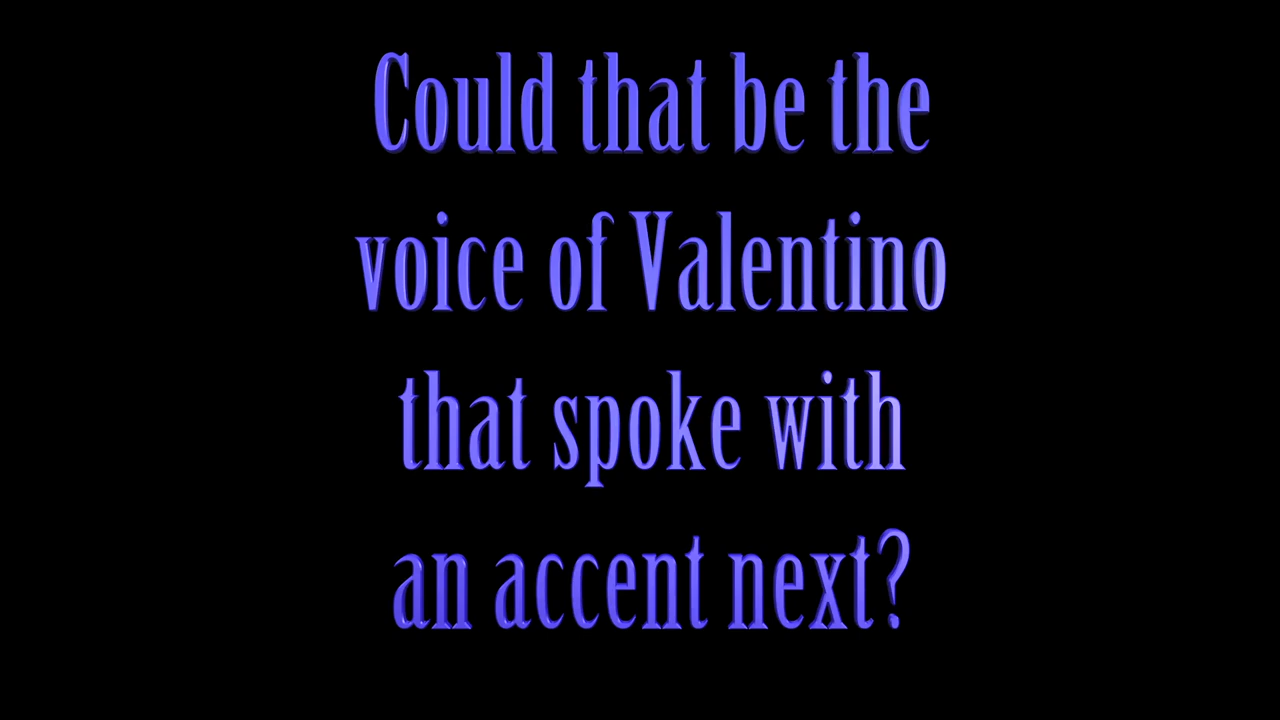 Could that be the
voice of Valentino
that spoke with
an accent next?